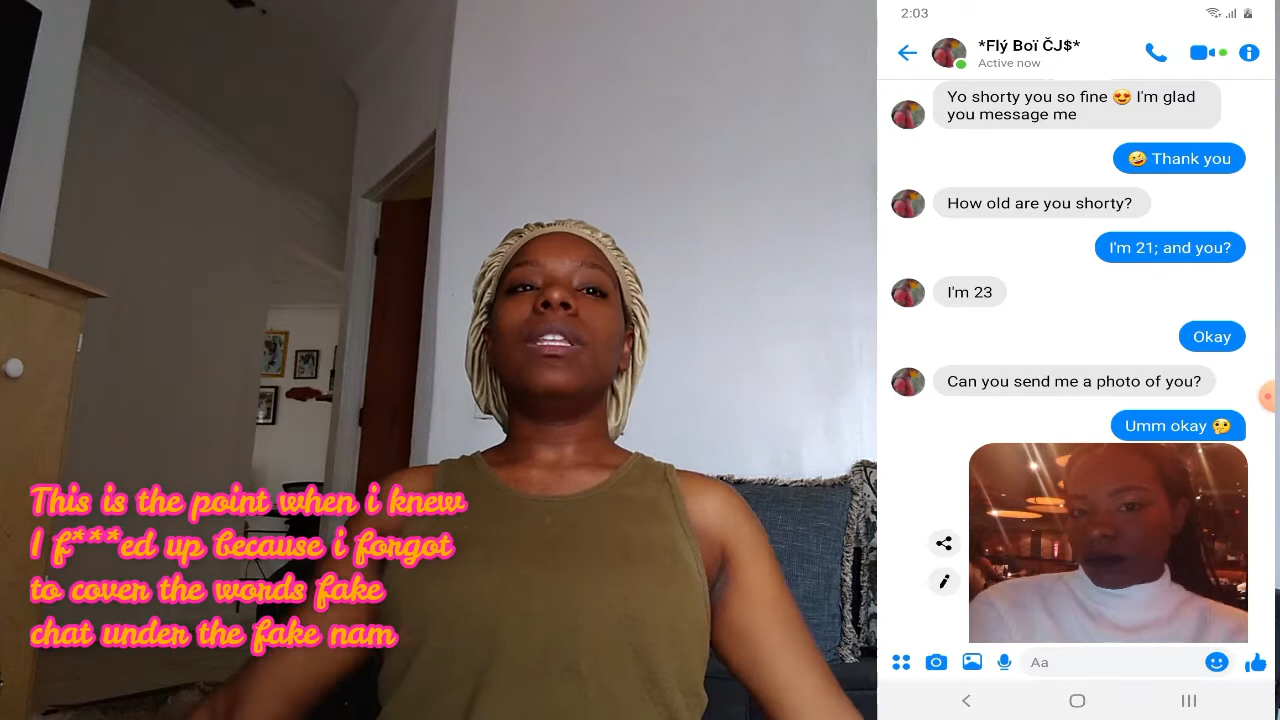 This is the point when i knew
I f***ed up because i forgot
to cover the words fake
chat under the fake nam
2:03
*Flý Boï ČJ$*
Active now
Yo shorty you so fine 😍 I'm glad
you message me
🤣 Thank you
How old are you shorty?
I'm 21; and you?
I'm 23
Okay
Can you send me a photo of you?
Umm okay 🤔
Aa